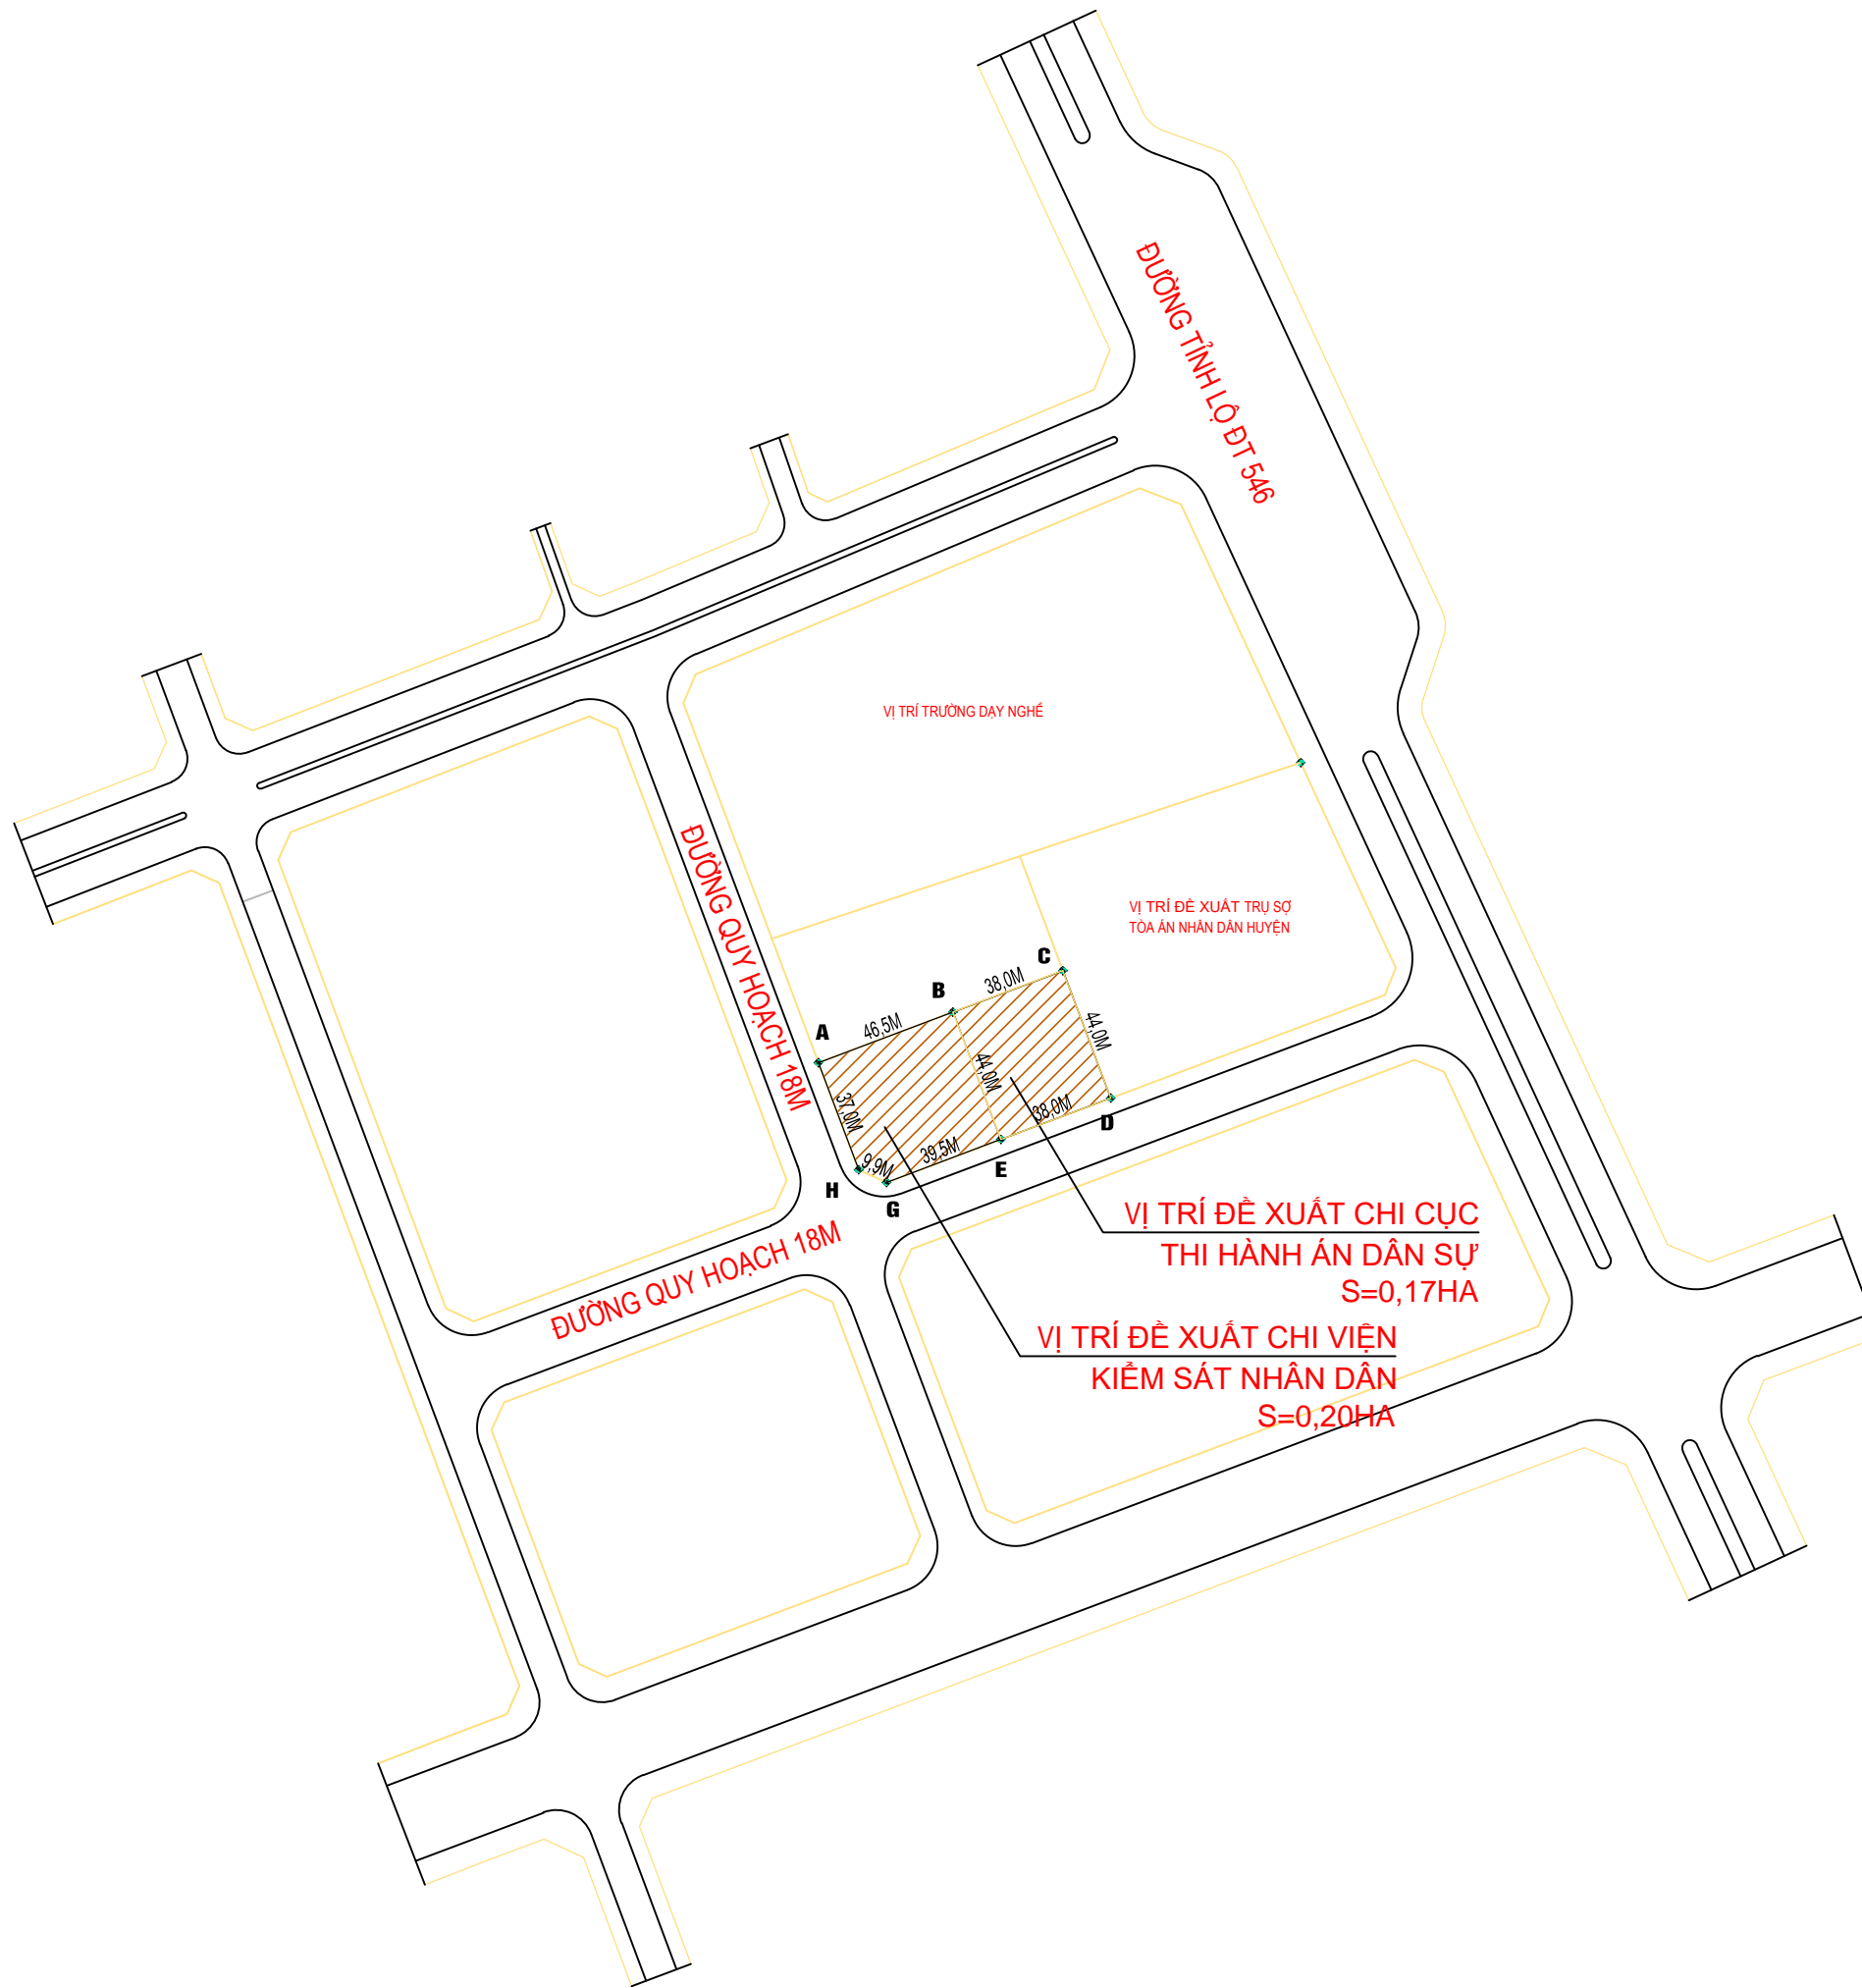 ĐƯỜNG TỈNH LỘ ĐT 546
VỊ TRÍ TRƯỜNG DẠY NGHỀ
ĐƯỜNG QUY HOẠCH 18M
VỊ TRÍ ĐỀ XUẤT TRỤ SỢ
TÒA ÁN NHÂN DÂN HUYỆN
C
38,0M
B
46,5M
A
44,0M
44,0M
37,0M
38,0M
D
39,5M
E
9,9M
H
G
ĐƯỜNG QUY HOẠCH 18M
VỊ TRÍ ĐỀ XUẤT CHI CỤC
THI HÀNH ÁN DÂN SỰ
S=0,17HA
VỊ TRÍ ĐỀ XUẤT CHI VIỆN
KIỂM SÁT NHÂN DÂN
S=0,20HA